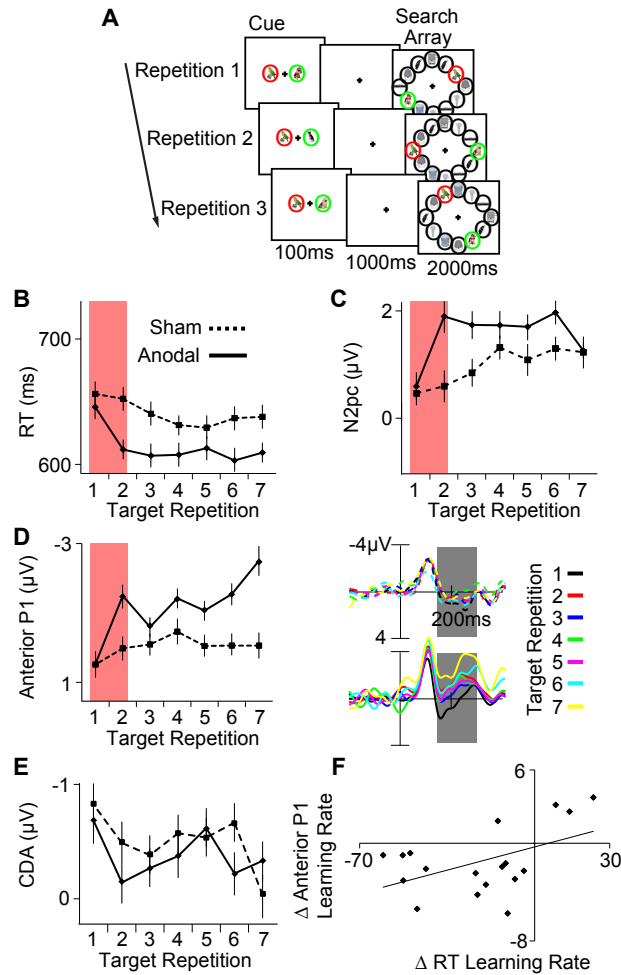 A
Cue
Search
Array
Repetition 1
Repetition 2
Repetition 3
100ms
1000ms
2000ms
B
700
600
RT
(ms)
Sham
Anodal
1 2 3 4 5 6 7
Target Repetition
C
2
0
N2pc
(µV)
1 2 3 4 5 6 7
Target Repetition
D
-3
1
Anterior P1 (µV)
1 2 3 4 5 6 7
Target Repetition
-4µV
200ms
4
Target Repetition
1
2
3
4
5
6
7
E
-1
0
CDA (µV)
1 2 3 4 5 6 7
Target Repetition
F
6
-70
30
-8
Δ Anterior P1
Learning Rate
Δ RT Learning Rate